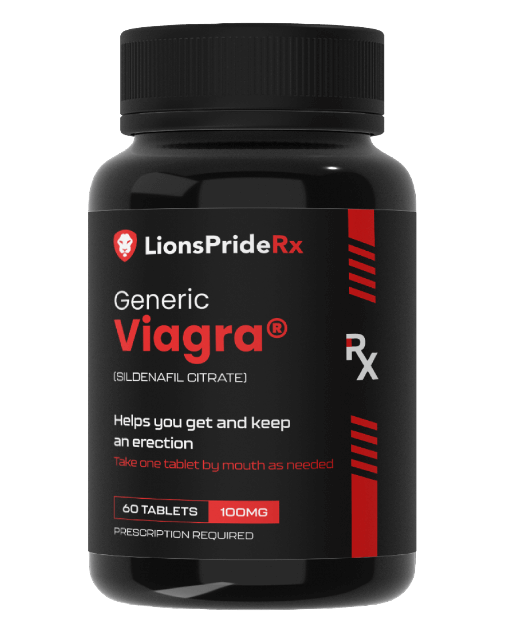 LionsPrideRx
Generic
Viagra®
(SILDENAFIL CITRATE)
Helps you get and keep
an erection
Take one tablet by mouth as needed
60 TABLETS 100MG
PRESCRIPTION REQUIRED
Rx